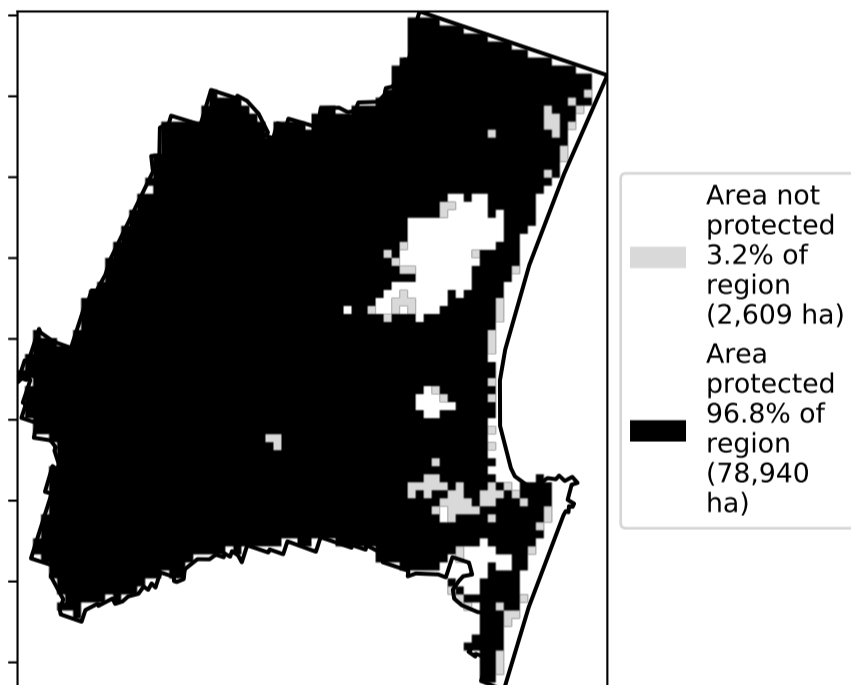 Area not
protected
3.2% of
region
(2,609 ha)
Area
protected
96.8% of
region
(78,940
ha)